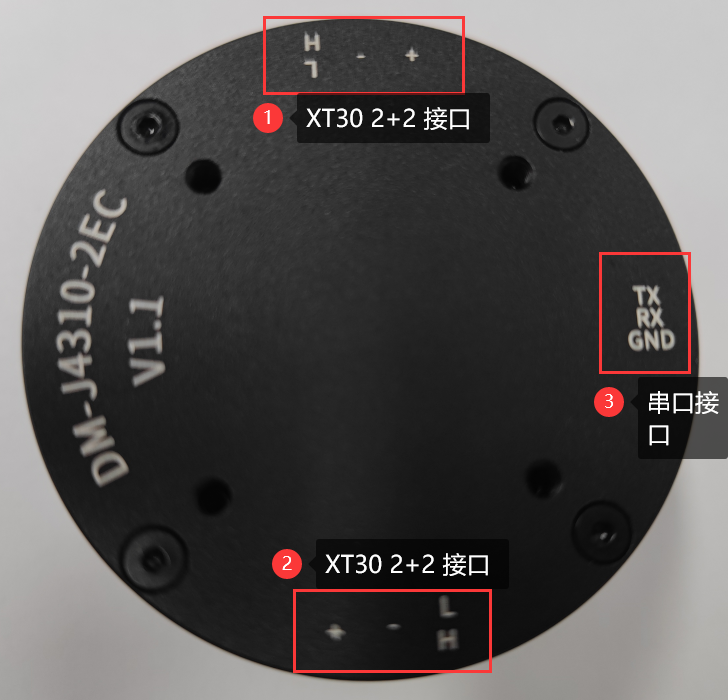 H - +
L
1 XT30 2+2 接口
DM-J4310-2EC
V1.1
TX
RX
GND
3 串口接
口
2 XT30 2+2 接口
L
+ - H